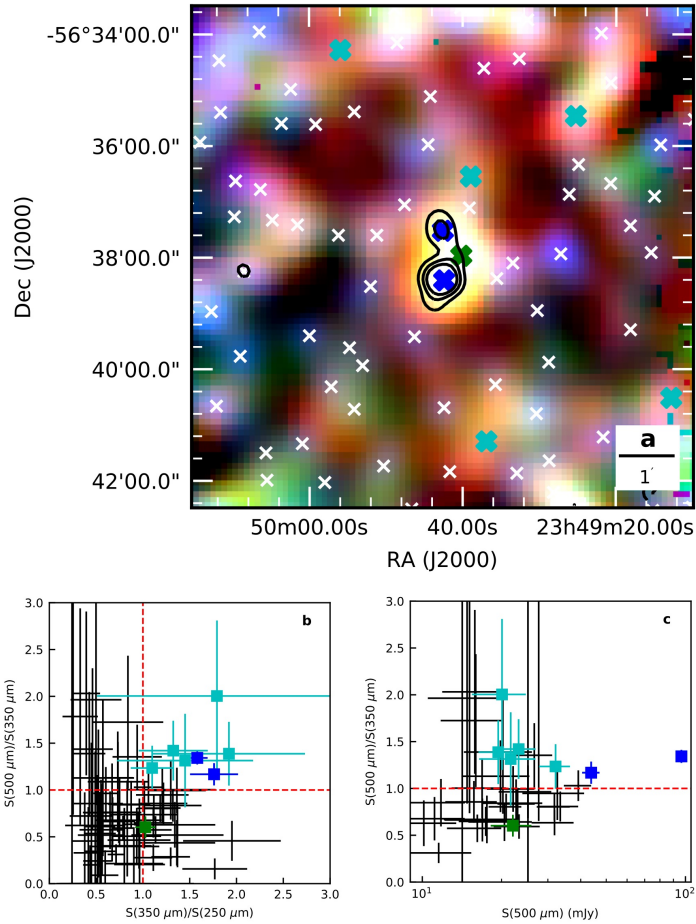 -56°34'00.0"
36'00.0"
38'00.0"
40'00.0"
42'00.0"
Dec (J2000)
a
1′
50m00.00s 40.00s 23h49m20.00s
RA (J2000)
b
3.0
2.5
2.0
1.5
1.0
0.5
0.0
S(500 μm)/S(350 μm)
0.0 0.5 1.0 1.5 2.0 2.5 3.0
S(350 μm)/S(250 μm)
c
3.0
2.5
2.0
1.5
1.0
0.5
0.0
S(500 μm)/S(350 μm)
10¹ 10²
S(500 μm) (mJy)